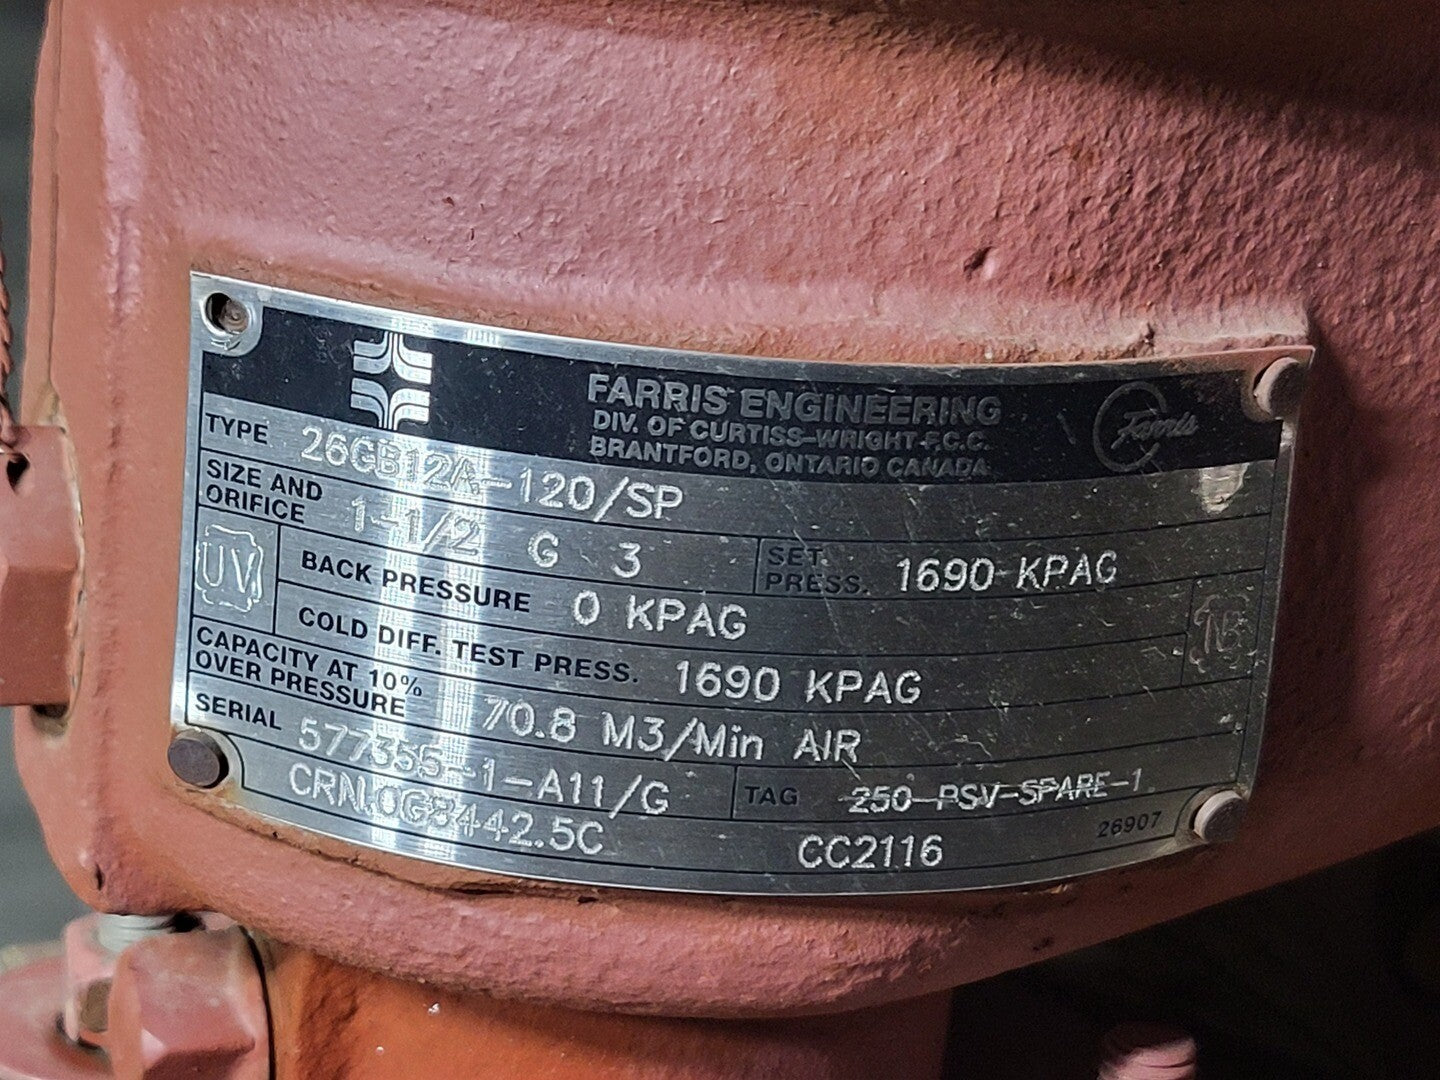 FARRIS ENGINEERING
DIV. OF CURTISS-WRIGHT F.C.C.
BRANTFORD, ONTARIO CANADA
Farris
TYPE 26GB12A-120/SP
SIZE AND ORIFICE 1-1/2 G 3
SET PRESS. 1690 KPAG
UV
BACK PRESSURE 0 KPAG
NB
COLD DIFF. TEST PRESS. 1690 KPAG
CAPACITY AT 10% OVER PRESSURE 70.8 M3/Min AIR
SERIAL 577355-1-A11/G
TAG 250-PSV-SPARE-1
CRN.0G8442.5C CC2116 26907